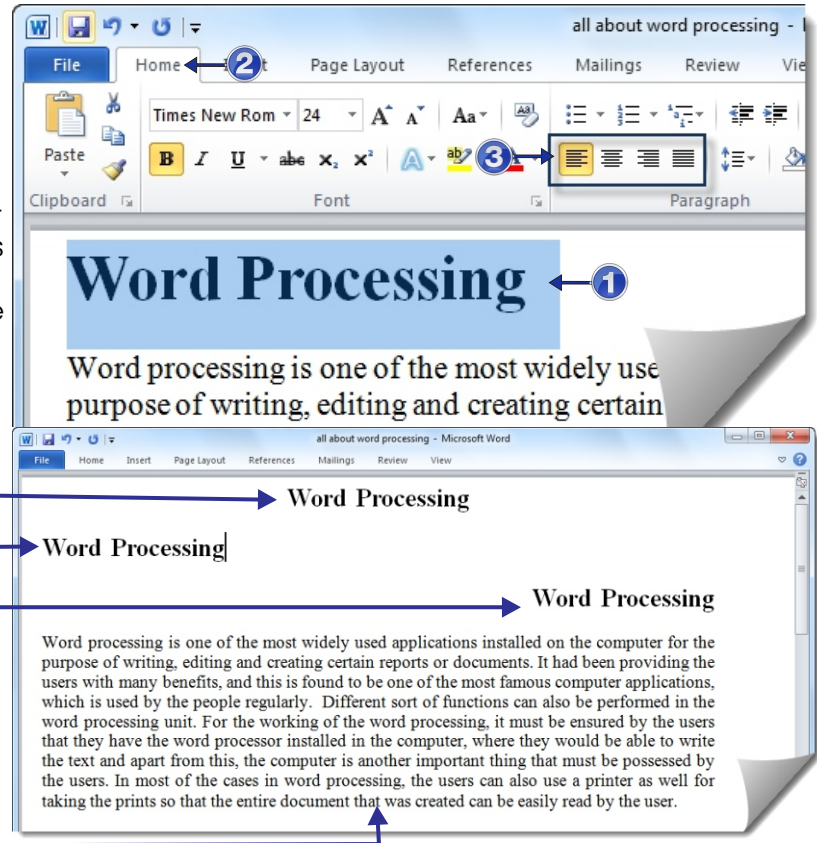 all about word processing -
File Home 2 t Page Layout References Mailings Review Vie
Times New Rom 24 A A Aa
Paste B I U abc x₂ x² A ab 3 A
Clipboard Font Paragraph
Word Processing 1
s
e
Word processing is one of the most widely use
purpose of writing, editing and creating certain
W all about word processing - Microsoft Word
File Home Insert Page Layout References Mailings Review View
Word Processing
Word Processing
Word Processing
Word processing is one of the most widely used applications installed on the computer for the
purpose of writing, editing and creating certain reports or documents. It had been providing the
users with many benefits, and this is found to be one of the most famous computer applications,
which is used by the people regularly. Different sort of functions can also be performed in the
word processing unit. For the working of the word processing, it must be ensured by the users
that they have the word processor installed in the computer, where they would be able to write
the text and apart from this, the computer is another important thing that must be possessed by
the users. In most of the cases in word processing, the users can also use a printer as well for
taking the prints so that the entire document that was created can be easily read by the user.